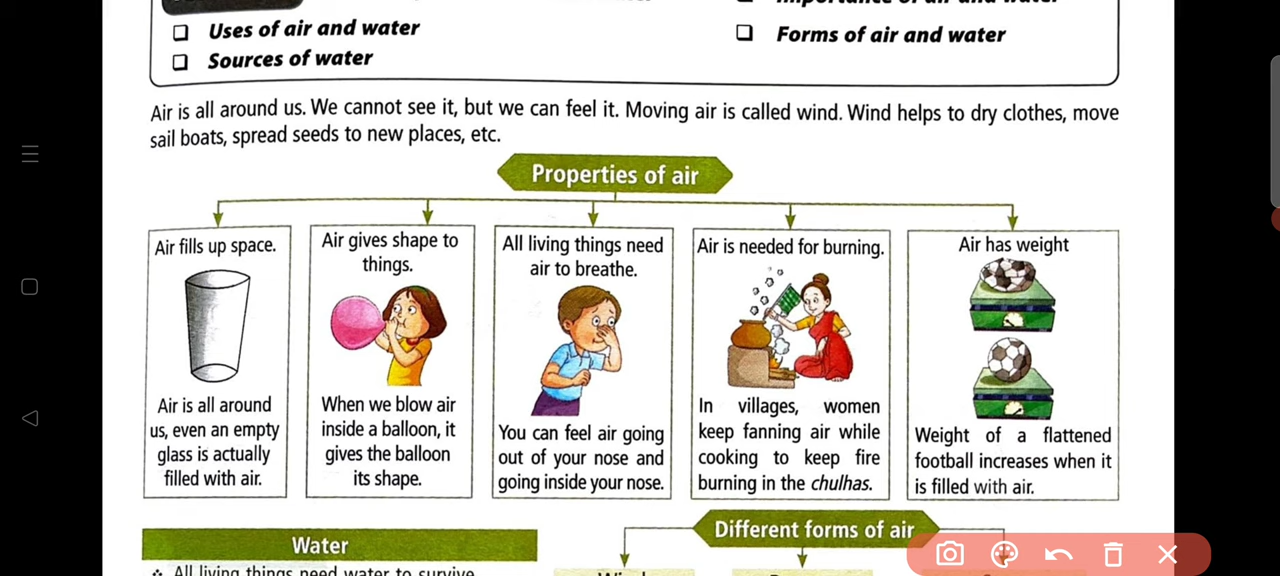 Uses of air and water
Forms of air and water
Sources of water
Air is all around us. We cannot see it, but we can feel it. Moving air is called wind. Wind helps to dry clothes, move
sail boats, spread seeds to new places, etc.
Properties of air
Air fills up space.
Air is all around
us, even an empty
glass is actually
filled with air.
Air gives shape to
things.
When we blow air
inside a balloon, it
gives the balloon
its shape.
All living things need
air to breathe.
You can feel air going
out of your nose and
going inside your nose.
Air is needed for burning.
In villages, women
keep fanning air while
cooking to keep fire
burning in the chulhas.
Air has weight
Weight of a flattened
football increases when it
is filled with air.
Water
Different forms of air
All living things need water to survive